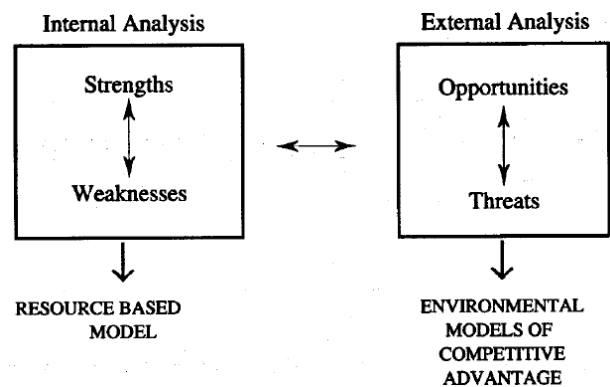 Internal Analysis
Strengths
Weaknesses
RESOURCE BASED
MODEL
External Analysis
Opportunities
Threats
ENVIRONMENTAL
MODELS OF
COMPETITIVE
ADVANTAGE